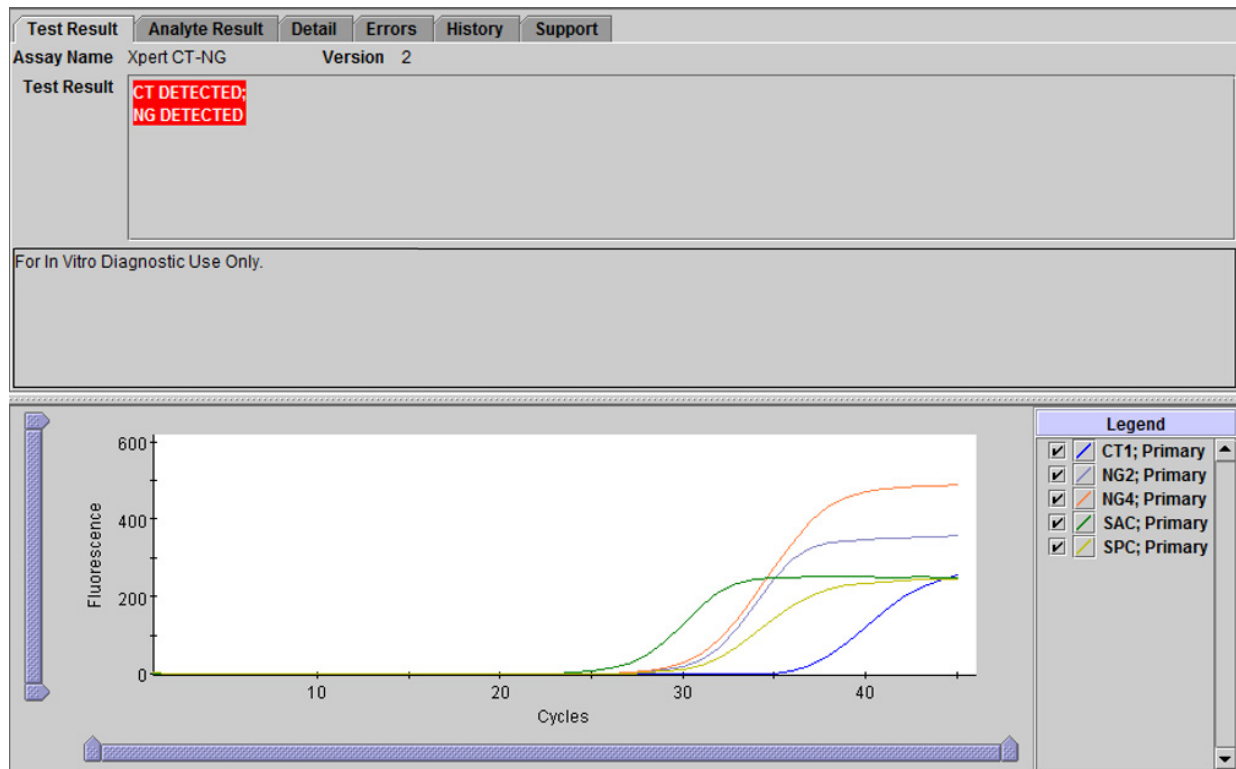 Test Result Analyte Result Detail Errors History Support
Assay Name Xpert CT-NG Version 2
Test Result
CT DETECTED;
NG DETECTED
For In Vitro Diagnostic Use Only.
600
400
200
0
Fluorescence
10 20 30 40
Cycles
Legend
CT1; Primary
NG2; Primary
NG4; Primary
SAC; Primary
SPC; Primary